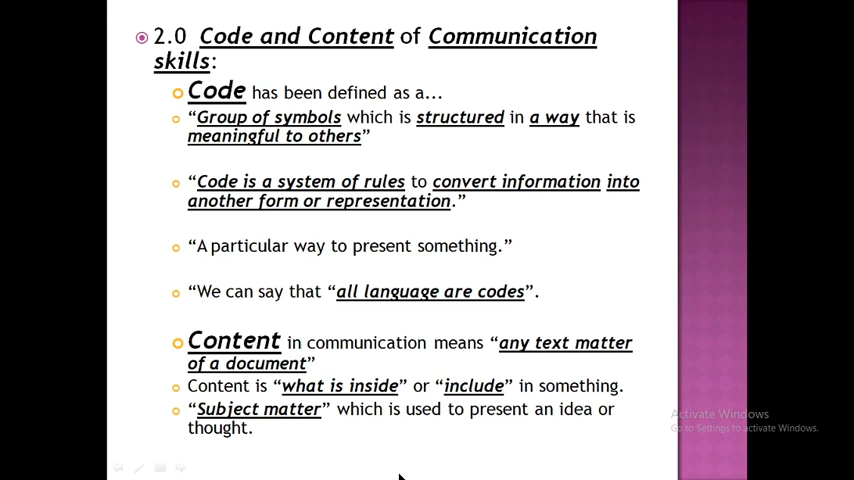 2.0 Code and Content of Communication
skills:
Code has been defined as a...
“Group of symbols which is structured in a way that is
meaningful to others”
“Code is a system of rules to convert information into
another form or representation.”
“A particular way to present something.”
“We can say that “all language are codes”.
Content in communication means “any text matter
of a document”
Content is “what is inside” or “include” in something.
“Subject matter” which is used to present an idea or
thought.
Activate Windows
Go to Settings to activate Windows.